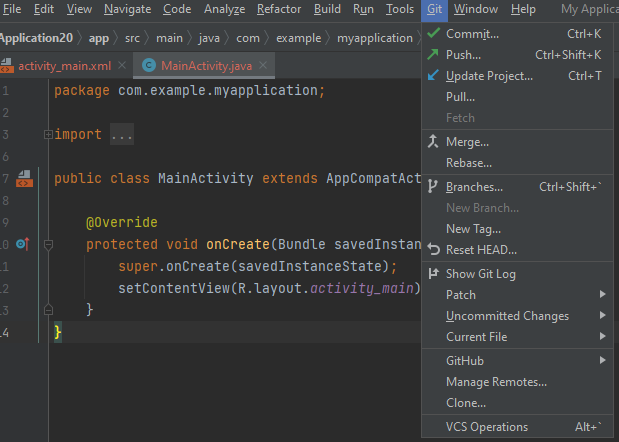 File Edit View Navigate Code Analyze Refactor Build Run Tools Git Window Help My Applica
Application20 app src main java com example myapplication
activity_main.xml MainActivity.java
1 package com.example.myapplication;
2
3 import ...
6
7 public class MainActivity extends AppCompatAct
8
9 @Override
10 protected void onCreate(Bundle savedInstan
11 super.onCreate(savedInstanceState);
12 setContentView(R.layout.activity_main)
13 }
14 }
Commit... Ctrl+K
Push... Ctrl+Shift+K
Update Project... Ctrl+T
Pull...
Fetch
Merge...
Rebase...
Branches... Ctrl+Shift+`
New Branch...
New Tag...
Reset HEAD...
Show Git Log
Patch
Uncommitted Changes
Current File
GitHub
Manage Remotes...
Clone...
VCS Operations Alt+`